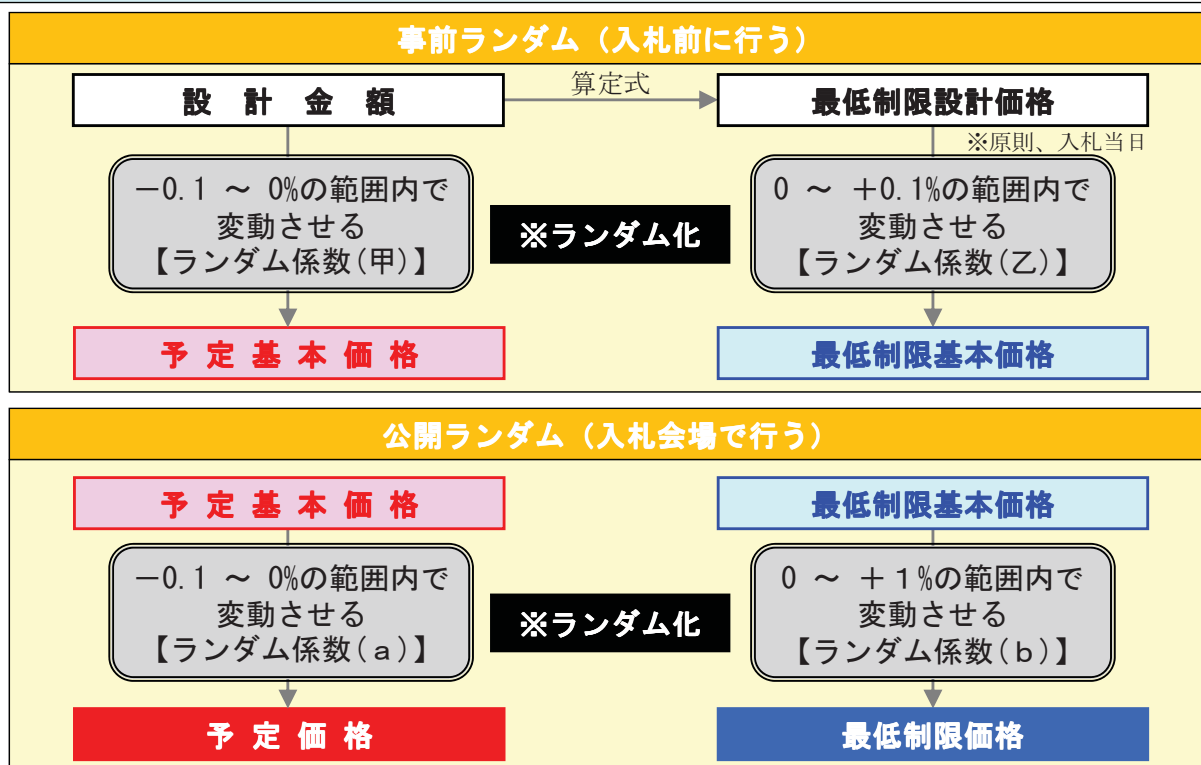 事前ランダム（入札前に行う）
設計金額
算定式
最低制限設計価格
※原則、入札当日
－0.1 ～ 0%の範囲内で
変動させる
【ランダム係数(甲)】
※ランダム化
0 ～ +0.1%の範囲内で
変動させる
【ランダム係数(乙)】
予定基本価格
最低制限基本価格
公開ランダム（入札会場で行う）
予定基本価格
最低制限基本価格
－0.1 ～ 0%の範囲内で
変動させる
【ランダム係数(ａ)】
※ランダム化
0 ～ ＋１%の範囲内で
変動させる
【ランダム係数(ｂ)】
予定価格
最低制限価格